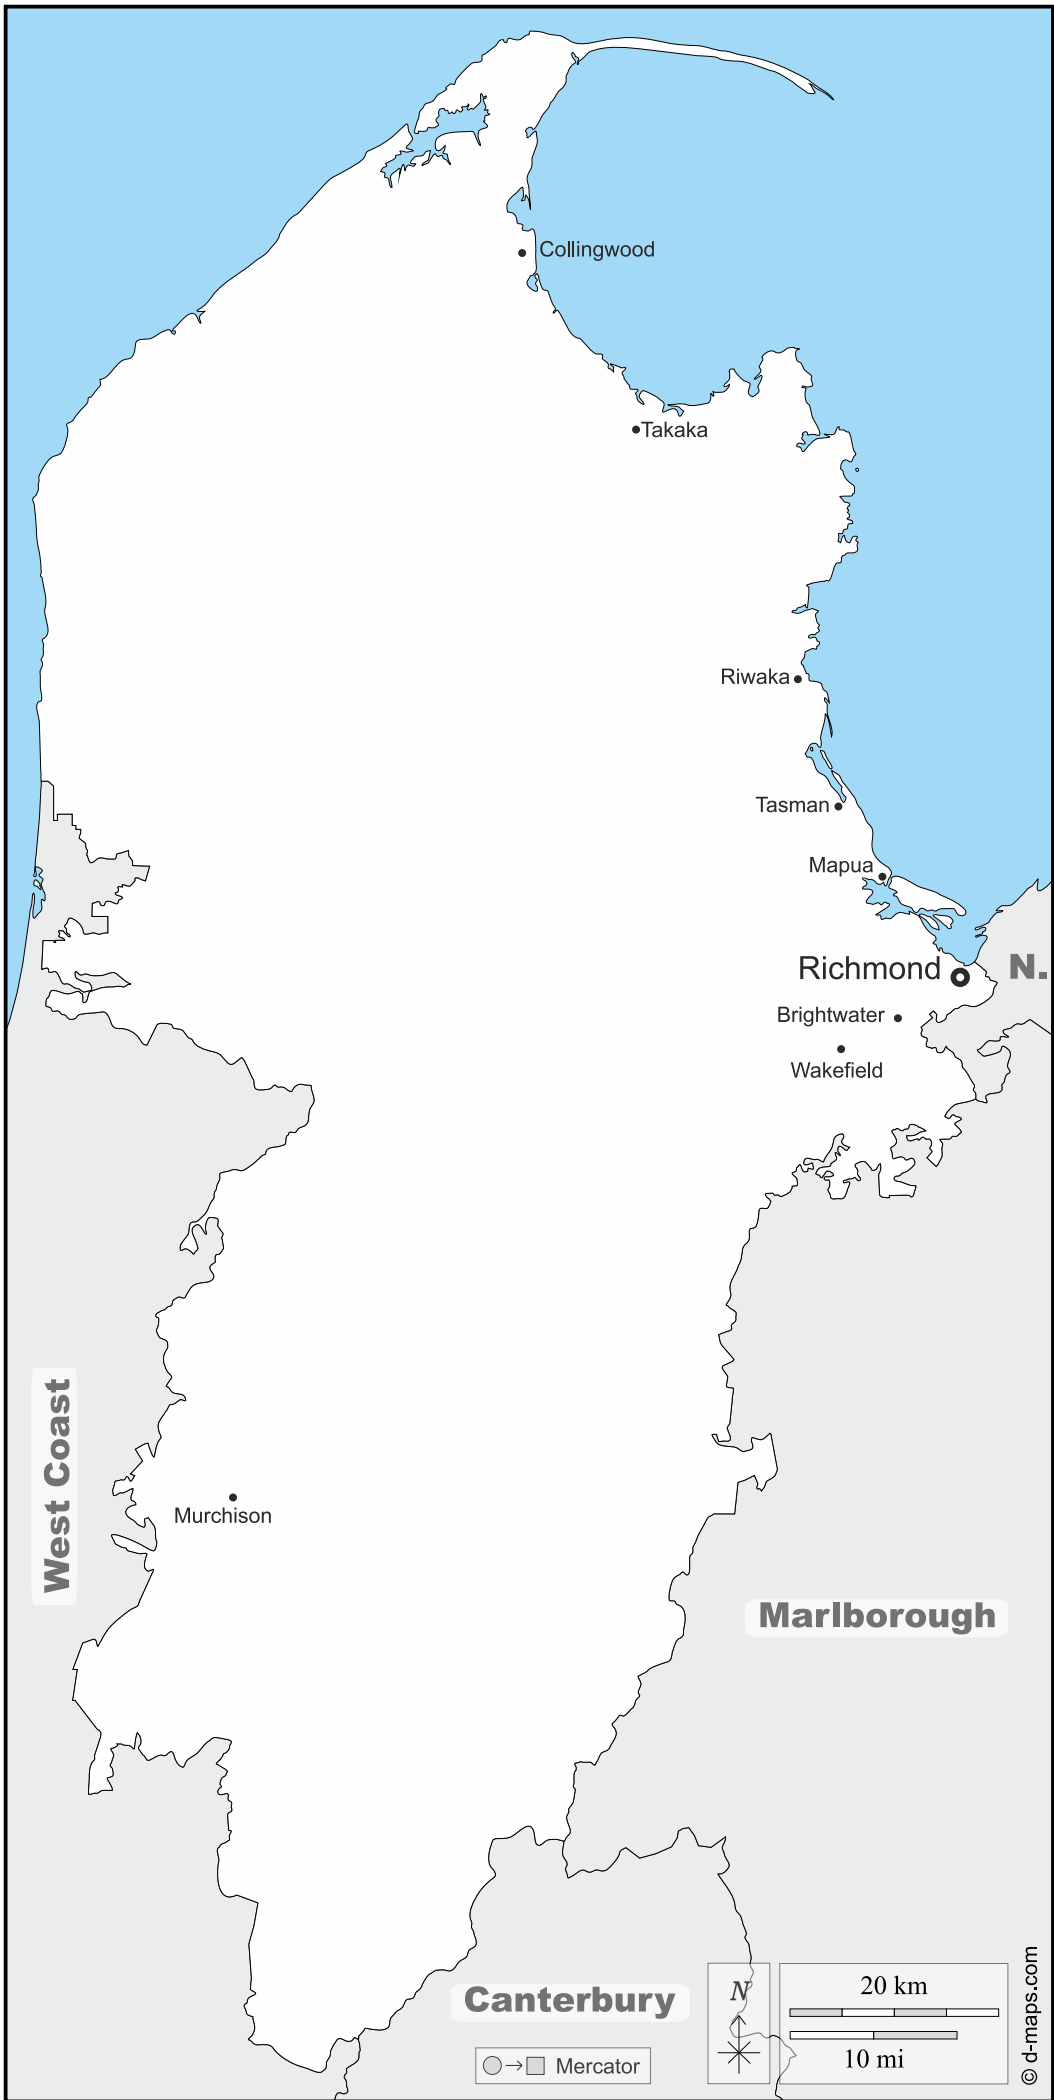 Collingwood
Takaka
Riwaka
Tasman
Mapua
Richmond
N.
Brightwater
Wakefield
West Coast
Murchison
Marlborough
Canterbury
N
20 km
10 mi
Mercator
© d-maps.com